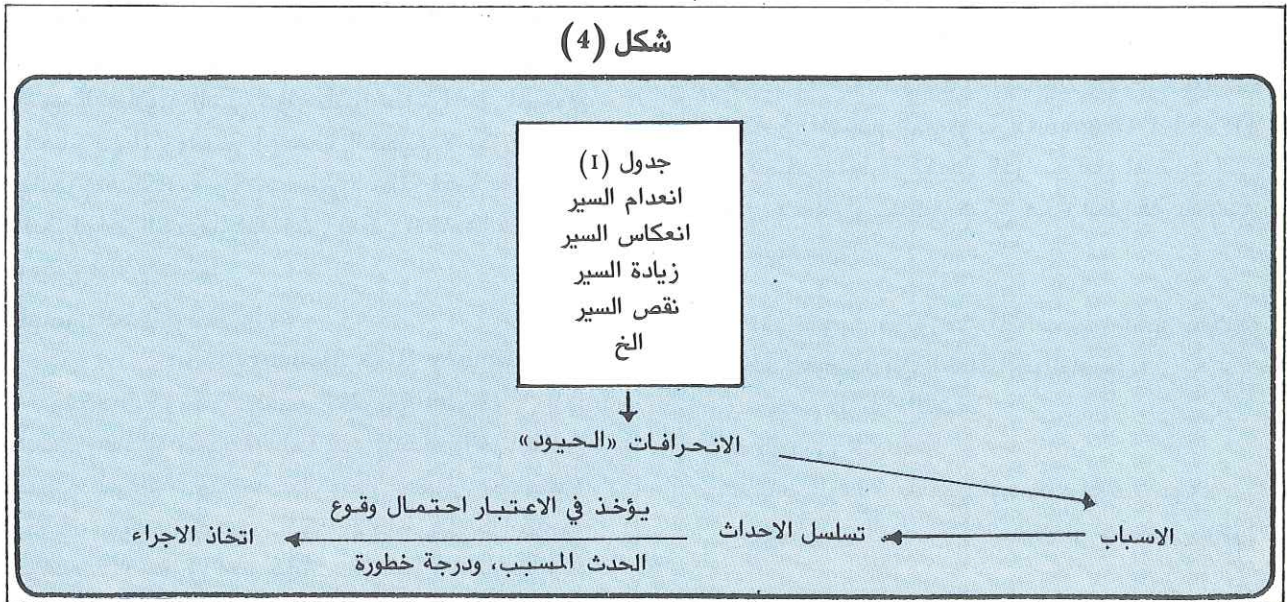 شكل (4)
جدول (I)
انعدام السير
انعكاس السير
زيادة السير
نقص السير
الخ
الانحرافات «الحيود»
الاسباب
تسلسل الاحداث
يؤخذ في الاعتبار احتمال وقوع
الحدث المسبب، ودرجة خطورة
اتخاذ الاجراء